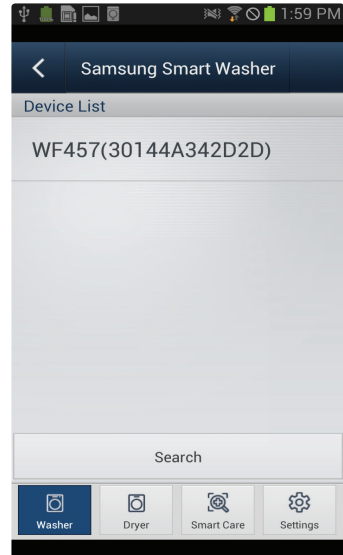 1:59 PM
Samsung Smart Washer
Device List
WF457(30144A342D2D)
Search
Washer
Dryer
Smart Care
Settings